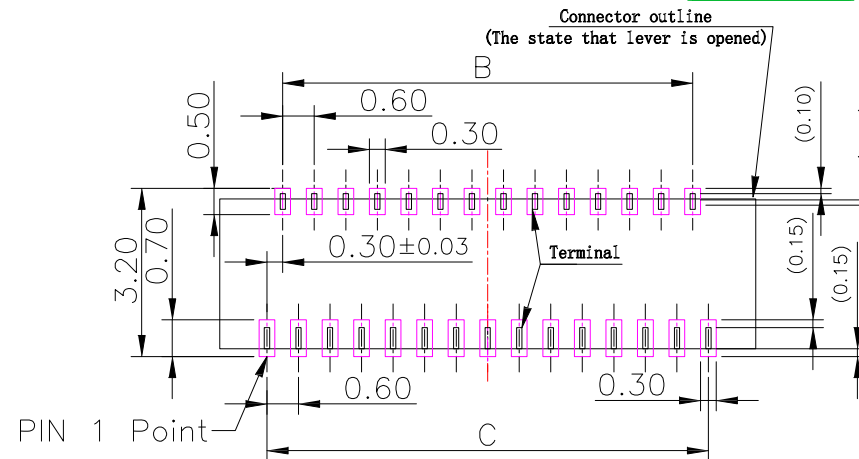 Connector outline
(The state that lever is opened)
B
0.60
0.50
0.30
(0.10)
0.30±0.03
Terminal
3.20
0.70
(0.15)
(0.15)
0.60
0.30
PIN 1 Point
C